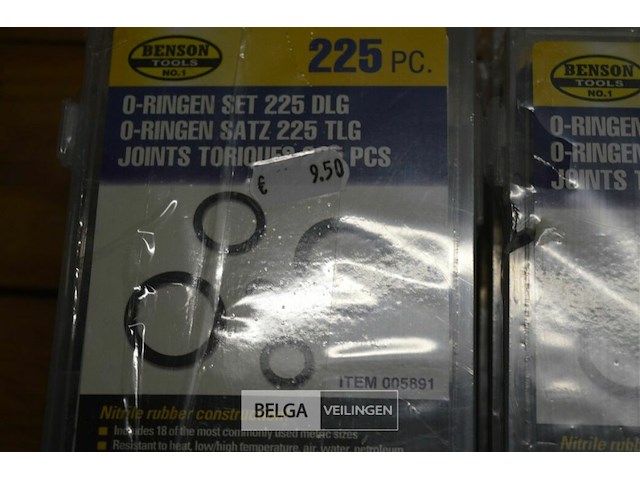 BENSON
TOOLS
NO.1
225 PC.
O-RINGEN SET 225 DLG
O-RINGEN SATZ 225 TLG
JOINTS TORIQUES PCS
€ 9.50
ITEM 005891
Nitrile rubber
Includes 18 of the most commonly used metric sizes
Resistant to heat, low/high temperature, air, water, petroleum
BELGA VEILINGEN
BENSON
TOOLS
NO.1
O-RINGEN
O-RINGEN
JOINTS T
Nitrile r